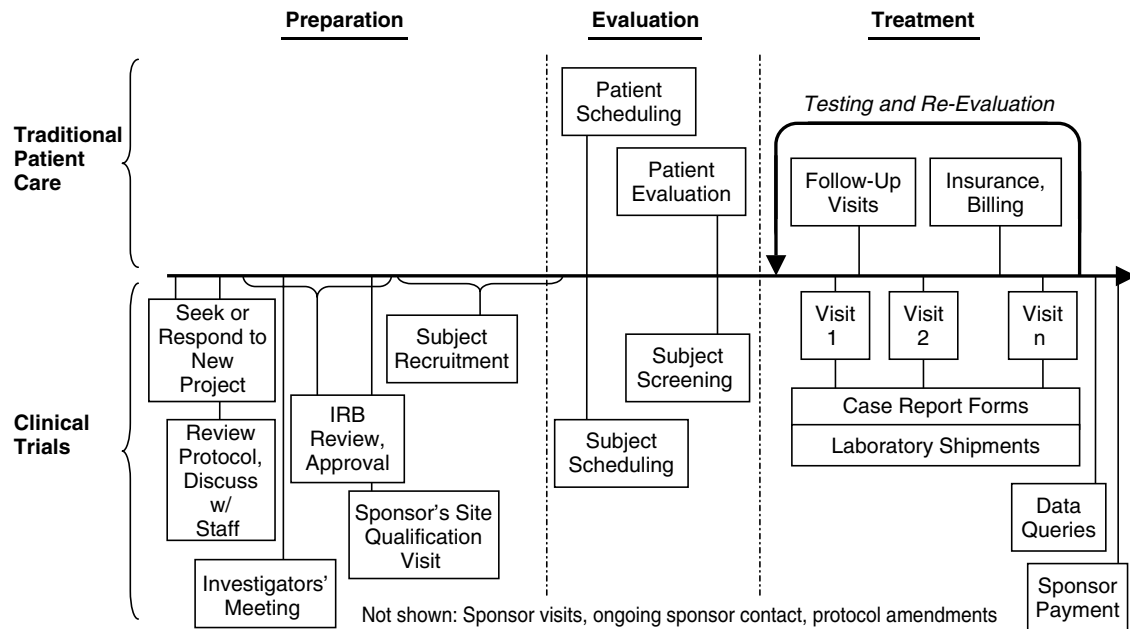 Preparation
Evaluation
Treatment
Traditional
Patient
Care
Patient
Scheduling
Patient
Evaluation
Testing and Re-Evaluation
Follow-Up
Visits
Insurance,
Billing
Clinical
Trials
Seek or
Respond to
New
Project
Review
Protocol,
Discuss
w/
Staff
Investigators’
Meeting
IRB
Review,
Approval
Sponsor’s Site
Qualification
Visit
Subject
Recruitment
Subject
Screening
Subject
Scheduling
Visit
1
Visit
2
Visit
n
Case Report Forms
Laboratory Shipments
Data
Queries
Sponsor
Payment
Not shown: Sponsor visits, ongoing sponsor contact, protocol amendments